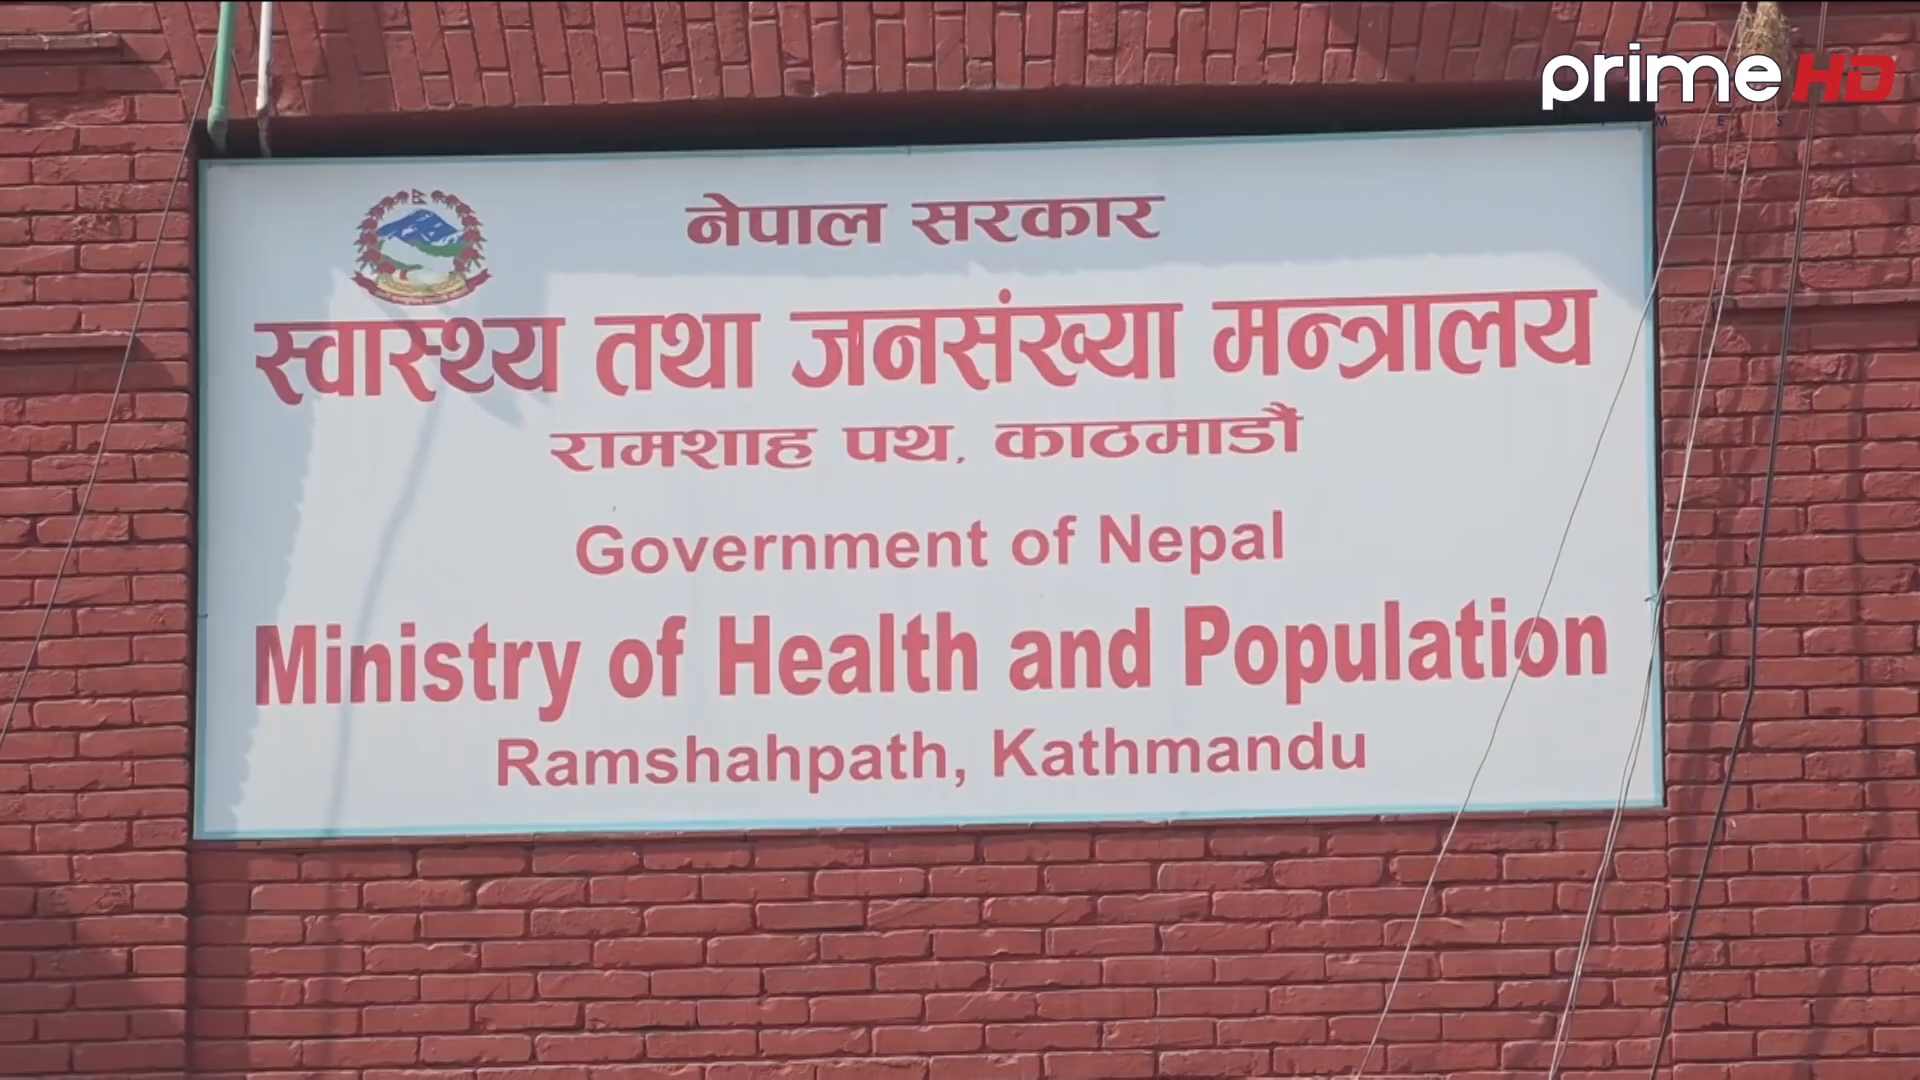 prime HD
नेपाल सरकार
स्वास्थ्य तथा जनसंख्या मन्त्रालय
रामशाह पथ, काठमाडौं
Government of Nepal
Ministry of Health and Population
Ramshahpath, Kathmandu